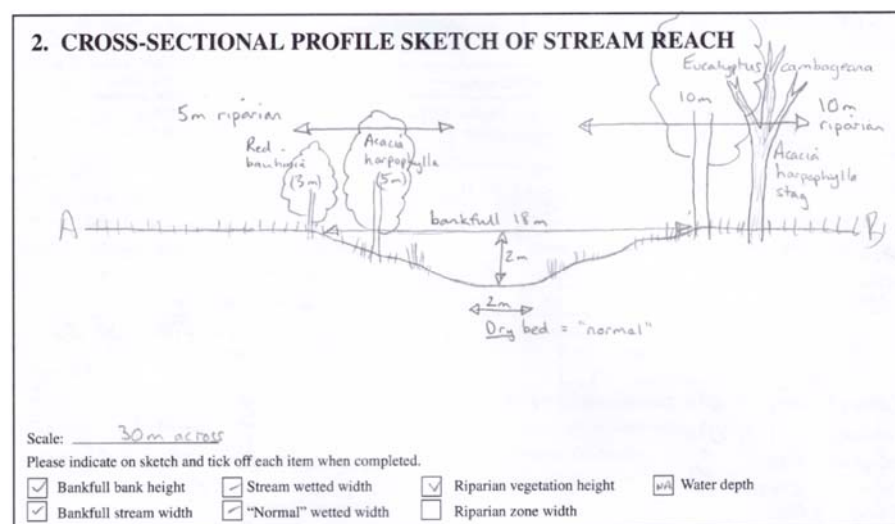 2. CROSS-SECTIONAL PROFILE SKETCH OF STREAM REACH
Eucalyptus cambageana
10m
5m riparian
10m
riparian
Red
bauhinia
(3m)
Acacia
harpophylla
(5m)
Acacia
harpophylla
stag
A
bankfull 18m
B
2m
2m
Dry bed = "normal"
Scale: 30m across
Please indicate on sketch and tick off each item when completed.
Bankfull bank height
Stream wetted width
Riparian vegetation height
NA Water depth
Bankfull stream width
"Normal" wetted width
Riparian zone width